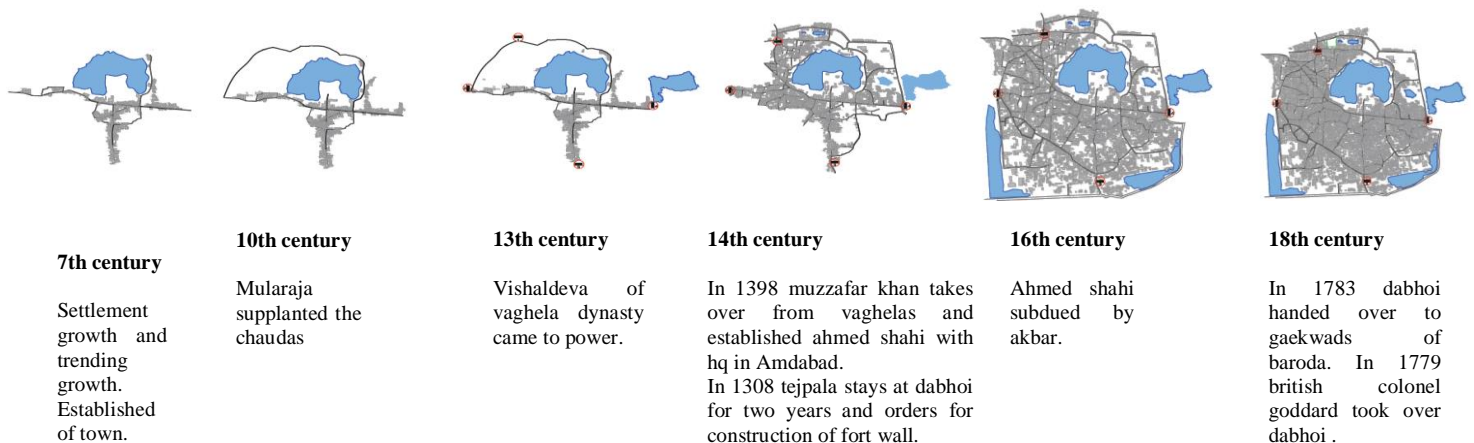 7th century
Settlement
growth and
trending
growth.
Established
of town.
10th century
Mularaja
supplanted the
chaudas
13th century
Vishaldeva of
vaghela dynasty
came to power.
14th century
In 1398 muzzafar khan takes
over from vaghelas and
established ahmed shahi with
hq in Amdabad.
In 1308 tejpala stays at dabhoi
for two years and orders for
construction of fort wall.
16th century
Ahmed shahi
subdued by
akbar.
18th century
In 1783 dabhoi
handed over to
gaekwads of
baroda. In 1779
british colonel
goddard took over
dabhoi .